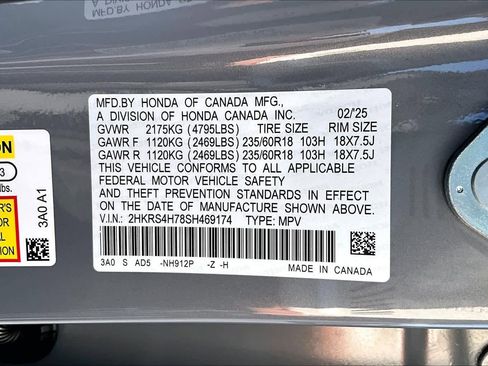 MFD.BY HONDA OF CANADA MFG.,
A DIVISION OF HONDA CANADA INC. 02/'25
GVWR 2175KG (4795LBS) TIRE SIZE RIM SIZE
GAWR F 1120KG (2469LBS) 235/60R18 103H 18X7.5J
GAWR R 1120KG (2469LBS) 235/60R18 103H 18X7.5J
THIS VEHICLE CONFORMS TO ALL APPLICABLE
FEDERAL MOTOR VEHICLE SAFETY
AND THEFT PREVENTION STANDARDS IN EFFECT
ON THE DATE OF MANUFACTURE SHOWN ABOVE.
V.I.N.: 2HKRS4H78SH469174 TYPE: MPV
3A0 S AD5 -NH912P -Z -H
MADE IN CANADA
ION
3
lbs.
3A0 A1